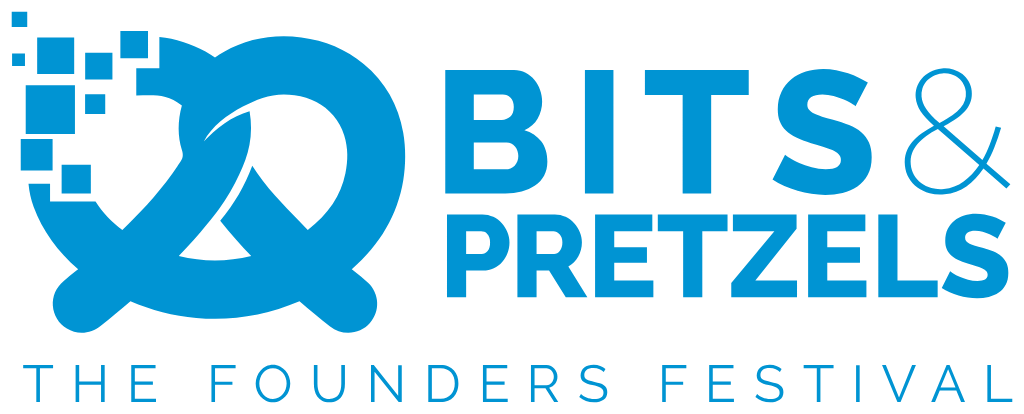 BITS&
PRETZELS
THE FOUNDERS FESTIVAL